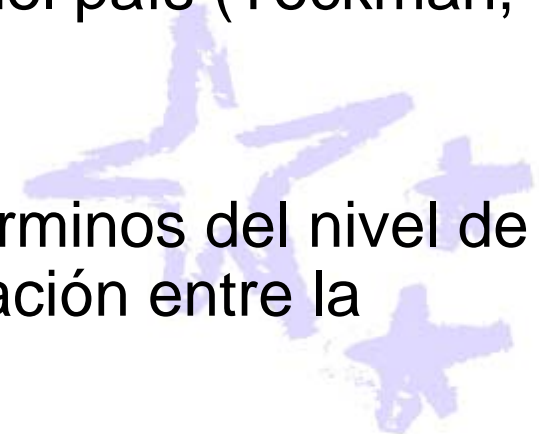 país
rminos del nivel de
ación entre la